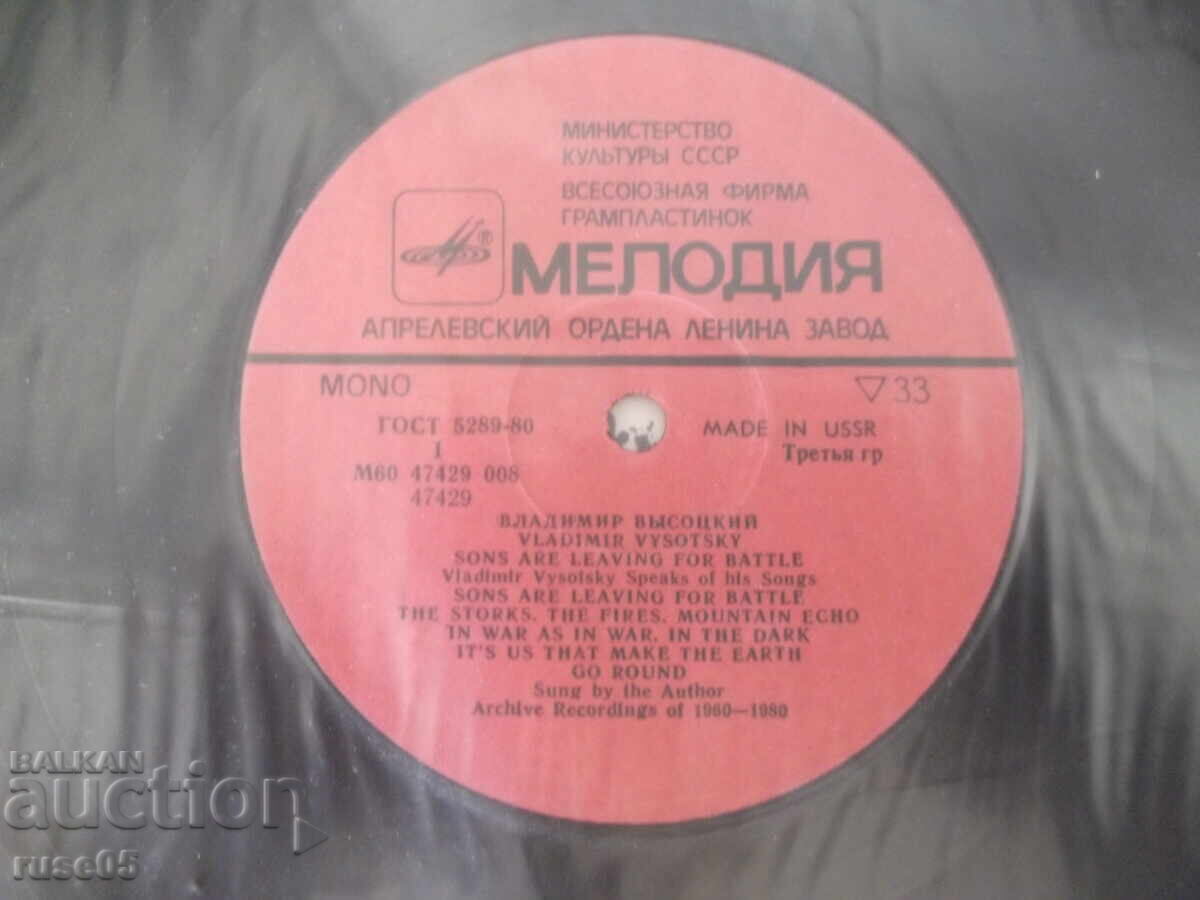 МИНИСТЕРСТВО
КУЛЬТУРЫ СССР
ВСЕСОЮЗНАЯ ФИРМА
ГРАМПЛАСТИНОК
®
МЕЛОДИЯ
АПРЕЛЕВСКИЙ ОРДЕНА ЛЕНИНА ЗАВОД
MONO
▽33
ГОСТ 5289-80
MADE IN USSR
1
Третья гр
М60 47429 008
47429
ВЛАДИМИР ВЫСОЦКИЙ
VLADIMIR VYSOTSKY
SONS ARE LEAVING FOR BATTLE
Vladimir Vysotsky Speaks of his Songs
SONS ARE LEAVING FOR BATTLE
THE STORKS. THE FIRES. MOUNTAIN ECHO
IN WAR AS IN WAR. IN THE DARK
IT'S US THAT MAKE THE EARTH
GO ROUND
Sung by the Author
Archive Recordings of 1960—1980
BALKAN
auction
ruse05